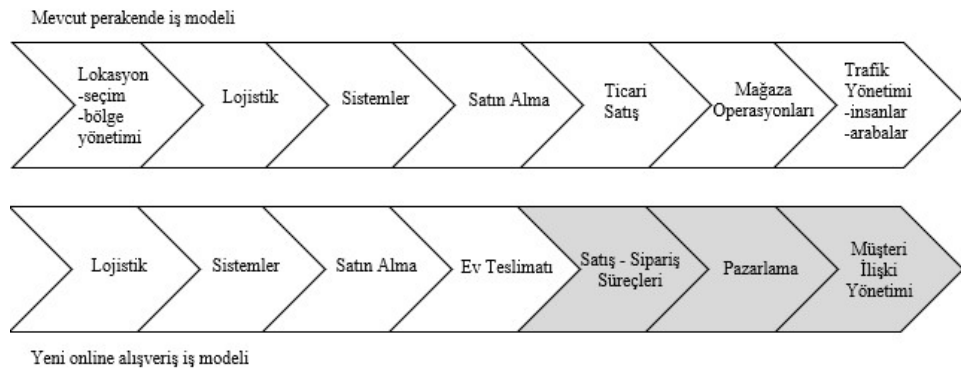 Mevcut perakende iş modeli
Lokasyon
-seçim
-bölge
yönetimi
Lojistik
Sistemler
Satın Alma
Ticari
Satış
Mağaza
Operasyonları
Trafik
Yönetimi
-insanlar
-arabalar
Lojistik
Sistemler
Satın Alma
Ev Teslimatı
Satış - Sipariş
Süreçleri
Pazarlama
Müşteri
İlişki
Yönetimi
Yeni online alışveriş iş modeli